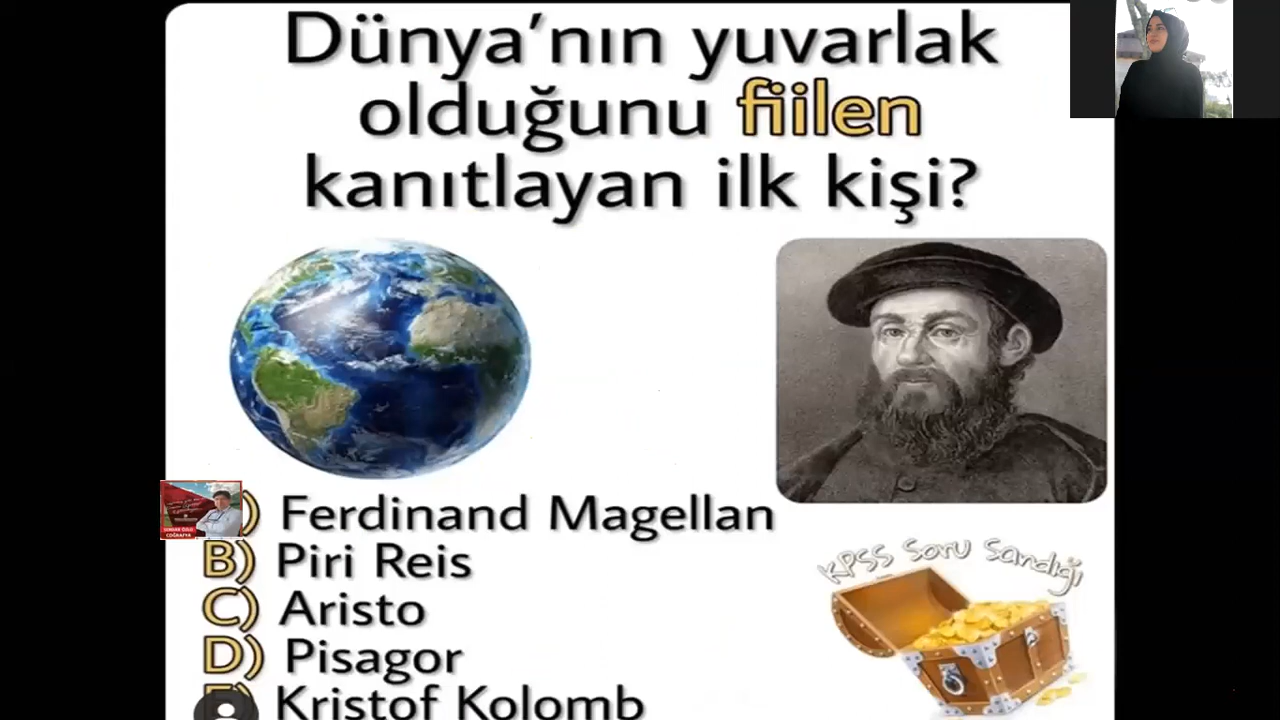 Dünya'nın yuvarlak
olduğunu fiilen
kanıtlayan ilk kişi?
) Ferdinand Magellan
B) Piri Reis
C) Aristo
D) Pisagor
E) Kristof Kolomb
KPSS Soru Sandığı
COĞRAFYA